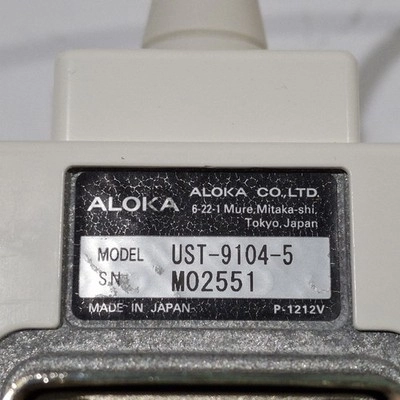 ALOKA
ALOKA CO.,LTD.
6-22-1 Mure,Mitaka-shi,
Tokyo,Japan
MODEL UST-9104-5
S.N M02551
MADE IN JAPAN P-1212V